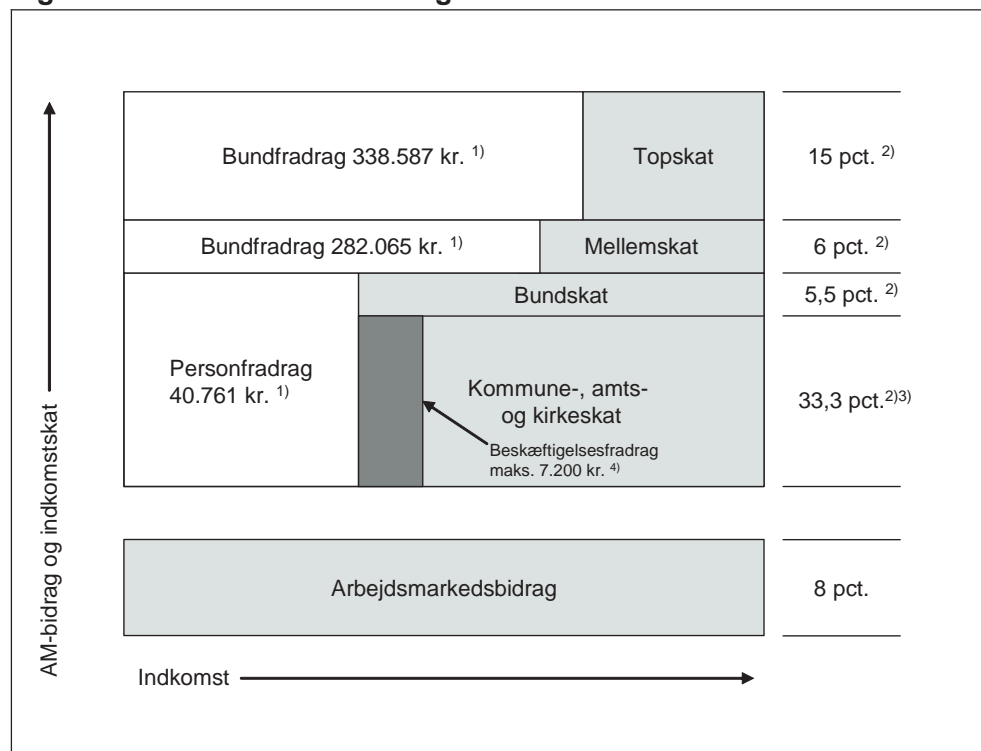 Bundfradrag 338.587 kr. 1)
Topskat
15 pct. 2)
Bundfradrag 282.065 kr. 1)
Mellemskat
6 pct. 2)
Bundskat
5,5 pct. 2)
Personfradrag
40.761 kr. 1)
Kommune-, amts-
og kirkeskat
33,3 pct.2)3)
Beskæftigelsesfradrag
maks. 7.200 kr. 4)
Arbejdsmarkedsbidrag
8 pct.
AM-bidrag og indkomstskat
Indkomst